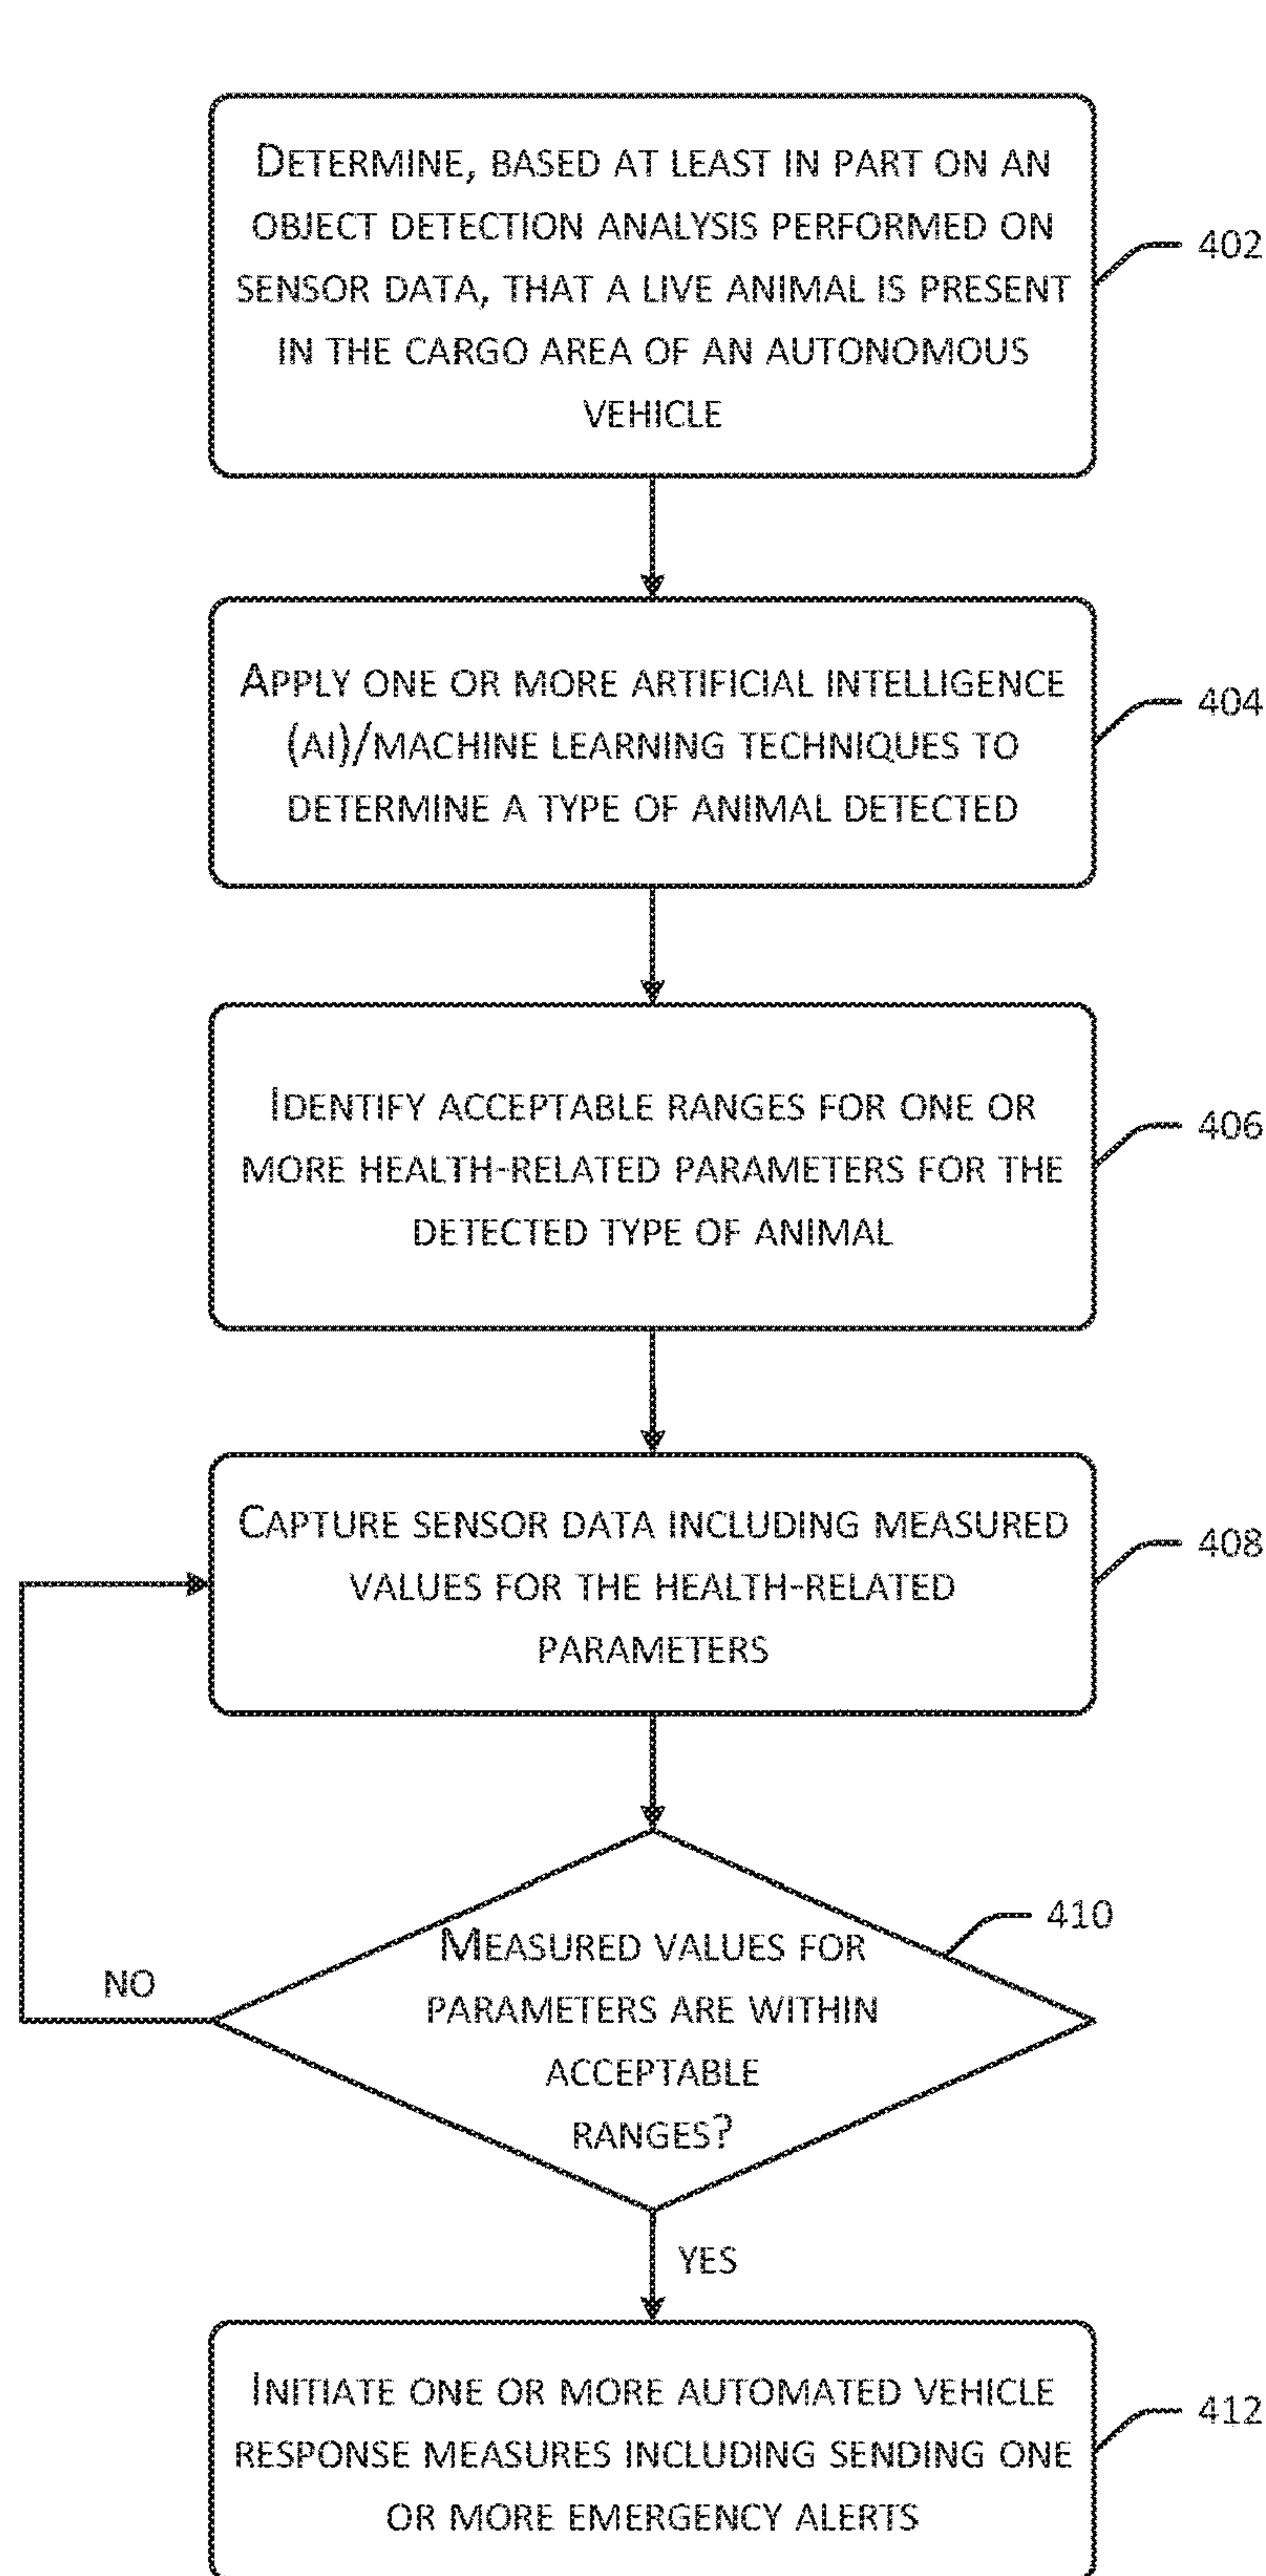 DETERMINE, BASED AT LEAST IN PART ON AN
OBJECT DETECTION ANALYSIS PERFORMED ON
SENSOR DATA, THAT A LIVE ANIMAL IS PRESENT
IN THE CARGO AREA OF AN AUTONOMOUS
VEHICLE
402
APPLY ONE OR MORE ARTIFICIAL INTELLIGENCE
(AI)/MACHINE LEARNING TECHNIQUES TO
DETERMINE A TYPE OF ANIMAL DETECTED
404
IDENTIFY ACCEPTABLE RANGES FOR ONE OR
MORE HEALTH-RELATED PARAMETERS FOR THE
DETECTED TYPE OF ANIMAL
406
CAPTURE SENSOR DATA INCLUDING MEASURED
VALUES FOR THE HEALTH-RELATED
PARAMETERS
408
MEASURED VALUES FOR
PARAMETERS ARE WITHIN
ACCEPTABLE
RANGES?
410
NO
YES
INITIATE ONE OR MORE AUTOMATED VEHICLE
RESPONSE MEASURES INCLUDING SENDING ONE
OR MORE EMERGENCY ALERTS
412